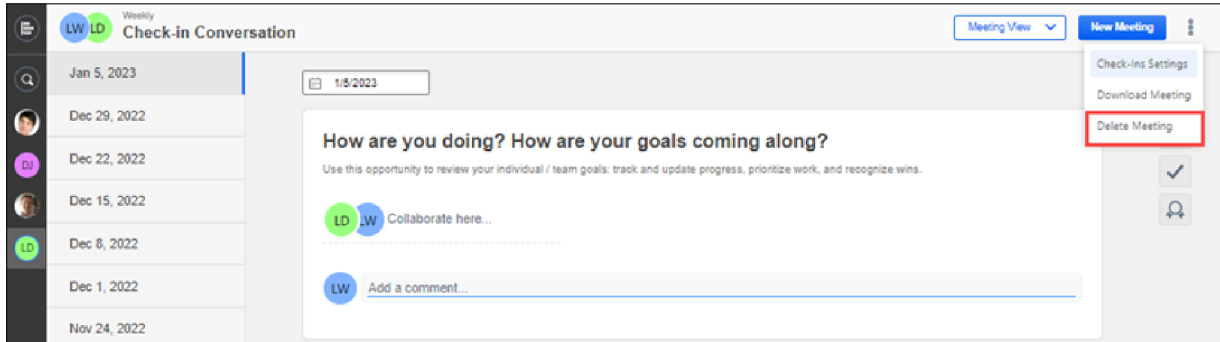 LW LD
Weekly
Check-in Conversation
Meeting View
New Meeting
Check-Ins Settings
Download Meeting
Delete Meeting
DJ
LD
Jan 5, 2023
Dec 29, 2022
Dec 22, 2022
Dec 15, 2022
Dec 8, 2022
Dec 1, 2022
Nov 24, 2022
1/5/2023
How are you doing? How are your goals coming along?
Use this opportunity to review your individual / team goals: track and update progress, prioritize work, and recognize wins.
LD LW Collaborate here...
LW Add a comment...